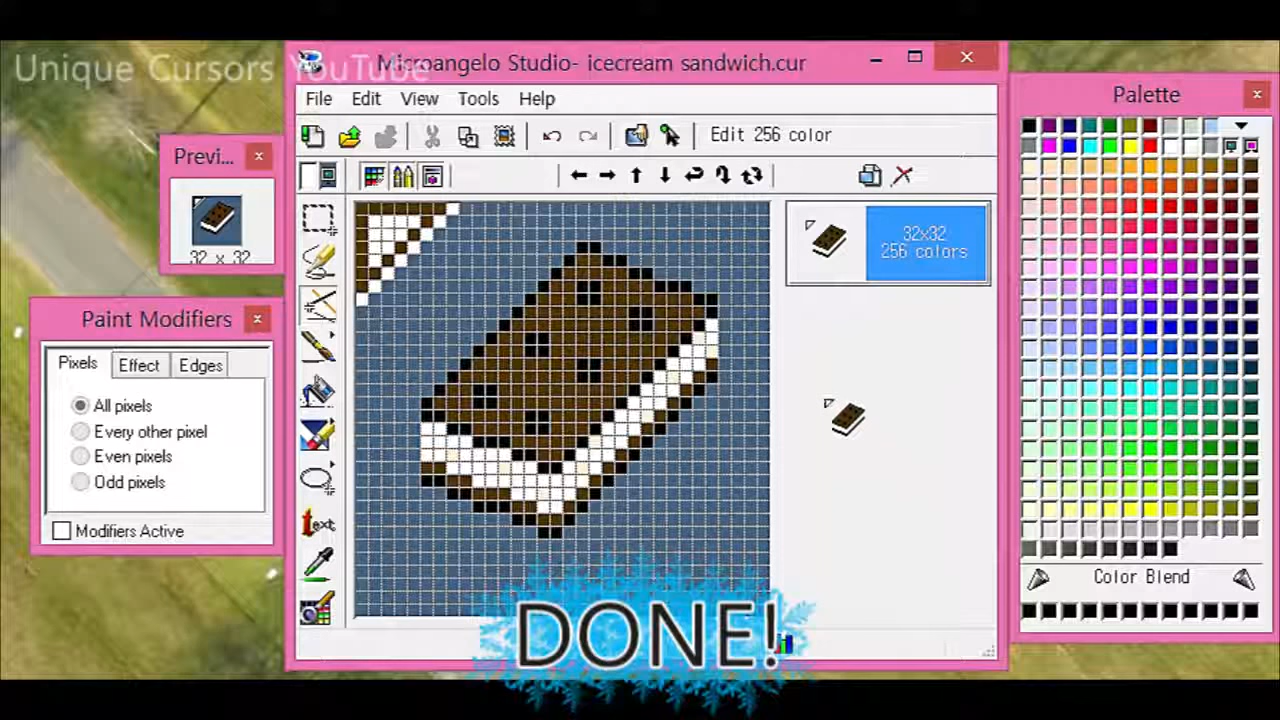 Unique Cursors YouTube
Microangelo Studio- icecream sandwich.cur
File Edit View Tools Help
Edit 256 color
Previ...
32 x 32
Paint Modifiers
Pixels Effect Edges
All pixels
Every other pixel
Even pixels
Odd pixels
Modifiers Active
text
32x32
256 colors
Palette
Color Blend
DONE!